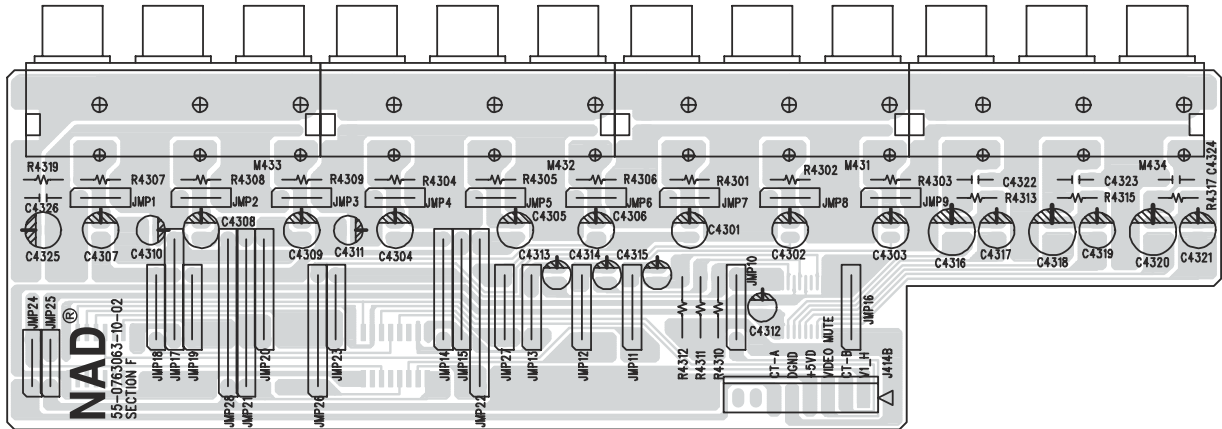 R4319
M433
M432
M431
M434
C4324
R4307
R4308
R4309
R4304
R4305
R4306
R4301
R4302
R4303
C4322
C4323
R4317
R4313
R4315
C4326
JMP1
JMP2
JMP3
JMP4
JMP5
JMP6
JMP7
JMP8
JMP9
C4308
C4305
C4306
C4301
C4325
C4307
C4310
C4309
C4311
C4304
C4313
C4314
C4315
C4302
C4303
C4316
C4317
C4318
C4319
C4320
C4321
JMP10
JMP24
JMP25
NAD®
55-0763063-10-02
SECTION F
JMP18
JMP17
JMP19
JMP28
JMP21
JMP20
JMP26
JMP23
JMP14
JMP15
JMP22
JMP27
JMP13
JMP12
JMP11
R4312
R4311
R4310
C4312
JMP16
CT-A
DGND
+5VD
VIDEO MUTE
CT-B
V1_H
J414B